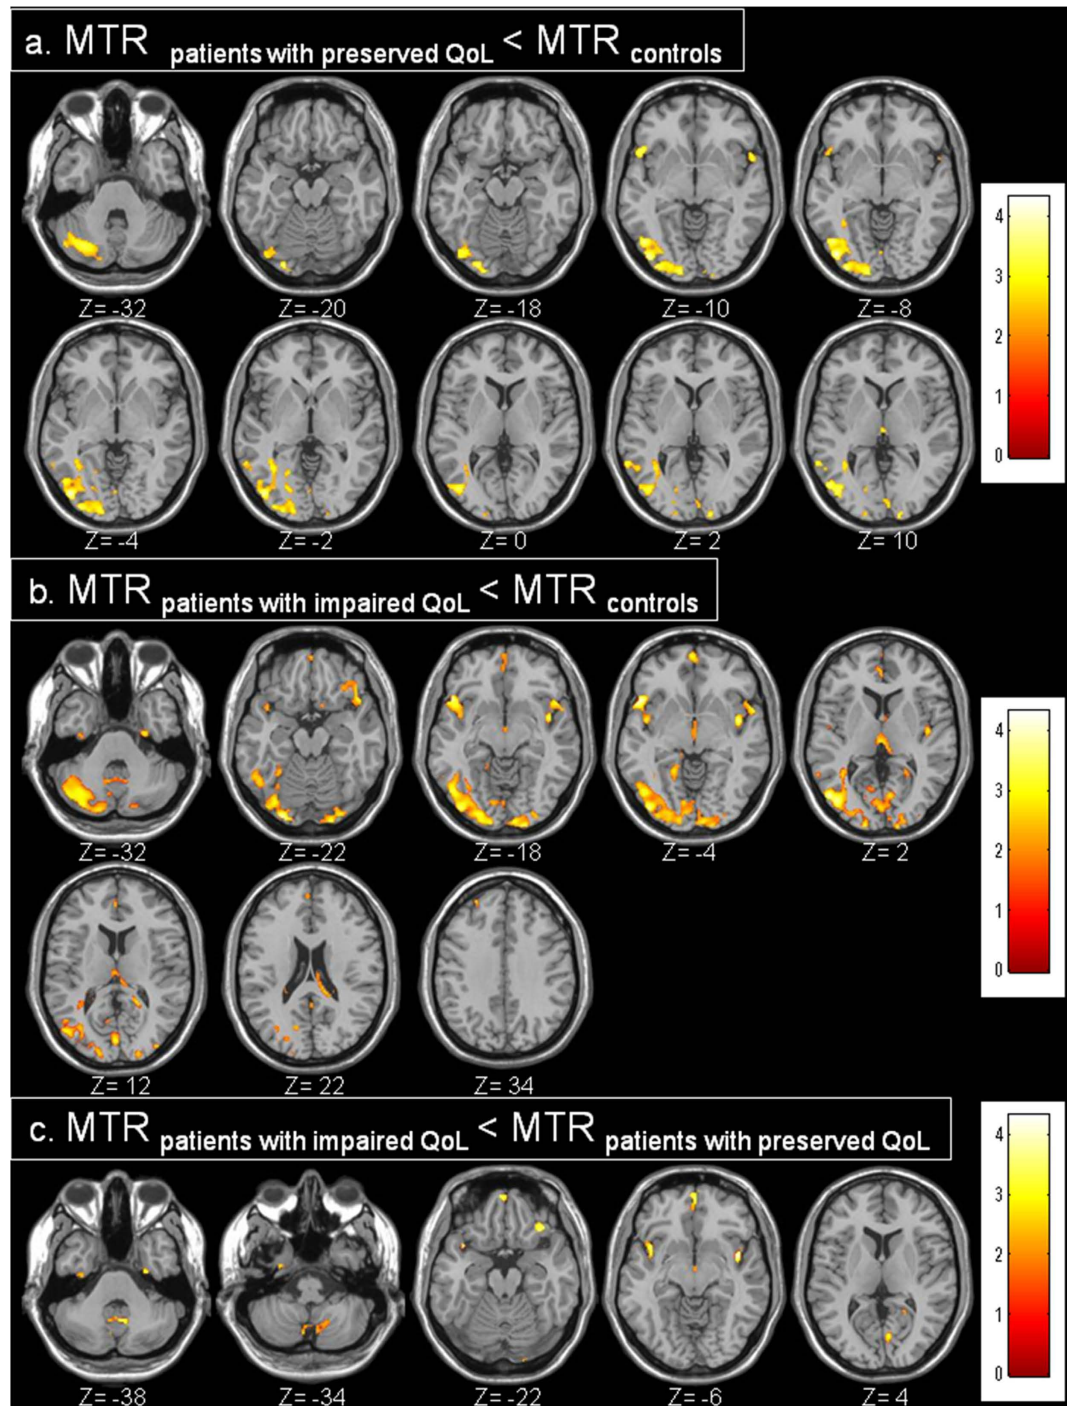 a. MTR patients with preserved QoL < MTR controls
Z= -32 Z= -20 Z= -18 Z= -10 Z= -8
4
3
2
1
0
Z= -4 Z= -2 Z= 0 Z= 2 Z= 10
b. MTR patients with impaired QoL < MTR controls
Z= -32 Z= -22 Z= -18 Z= -4 Z= 2
4
3
2
1
0
Z= 12 Z= 22 Z= 34
c. MTR patients with impaired QoL < MTR patients with preserved QoL
4
3
2
1
0
Z= -38 Z= -34 Z= -22 Z= -6 Z= 4